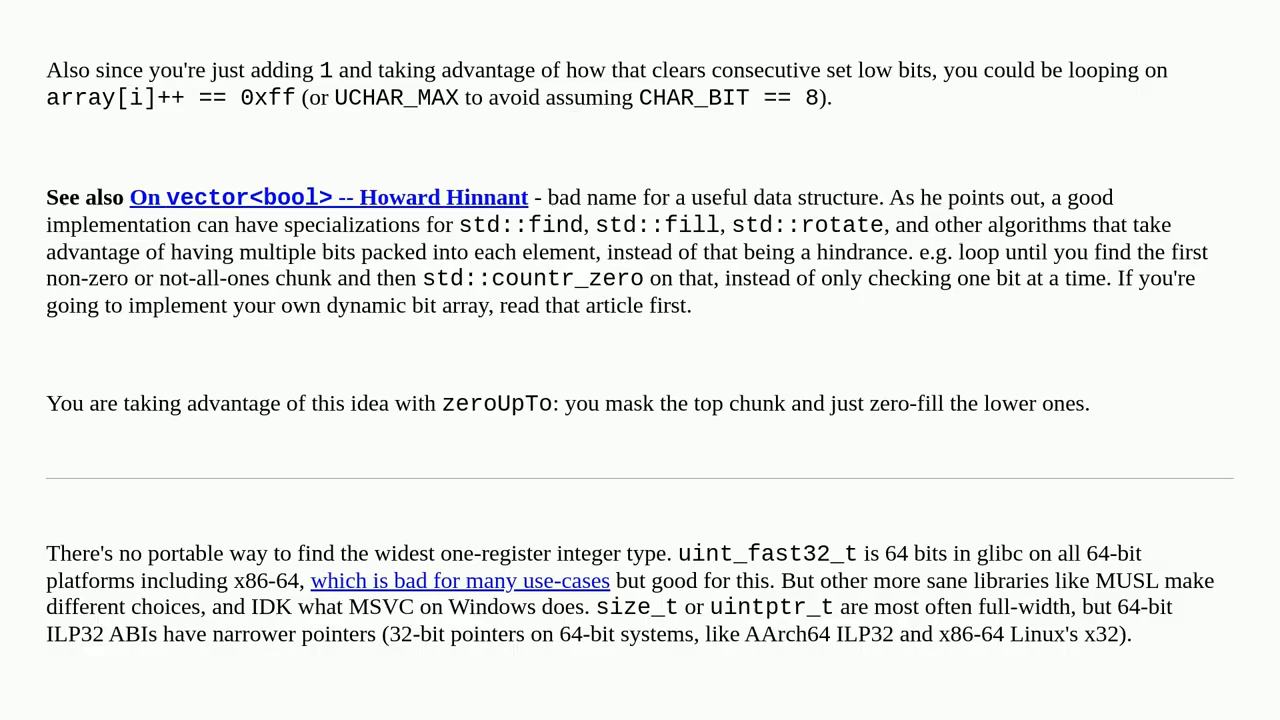 Also since you're just adding 1 and taking advantage of how that clears consecutive set low bits, you could be looping on
array[i]++ == 0xff (or UCHAR_MAX to avoid assuming CHAR_BIT == 8).
See also On vector<bool> -- Howard Hinnant - bad name for a useful data structure. As he points out, a good
implementation can have specializations for std::find, std::fill, std::rotate, and other algorithms that take
advantage of having multiple bits packed into each element, instead of that being a hindrance. e.g. loop until you find the first
non-zero or not-all-ones chunk and then std::countr_zero on that, instead of only checking one bit at a time. If you're
going to implement your own dynamic bit array, read that article first.
You are taking advantage of this idea with zeroUpTo: you mask the top chunk and just zero-fill the lower ones.
There's no portable way to find the widest one-register integer type. uint_fast32_t is 64 bits in glibc on all 64-bit
platforms including x86-64, which is bad for many use-cases but good for this. But other more sane libraries like MUSL make
different choices, and IDK what MSVC on Windows does. size_t or uintptr_t are most often full-width, but 64-bit
ILP32 ABIs have narrower pointers (32-bit pointers on 64-bit systems, like AArch64 ILP32 and x86-64 Linux's x32).